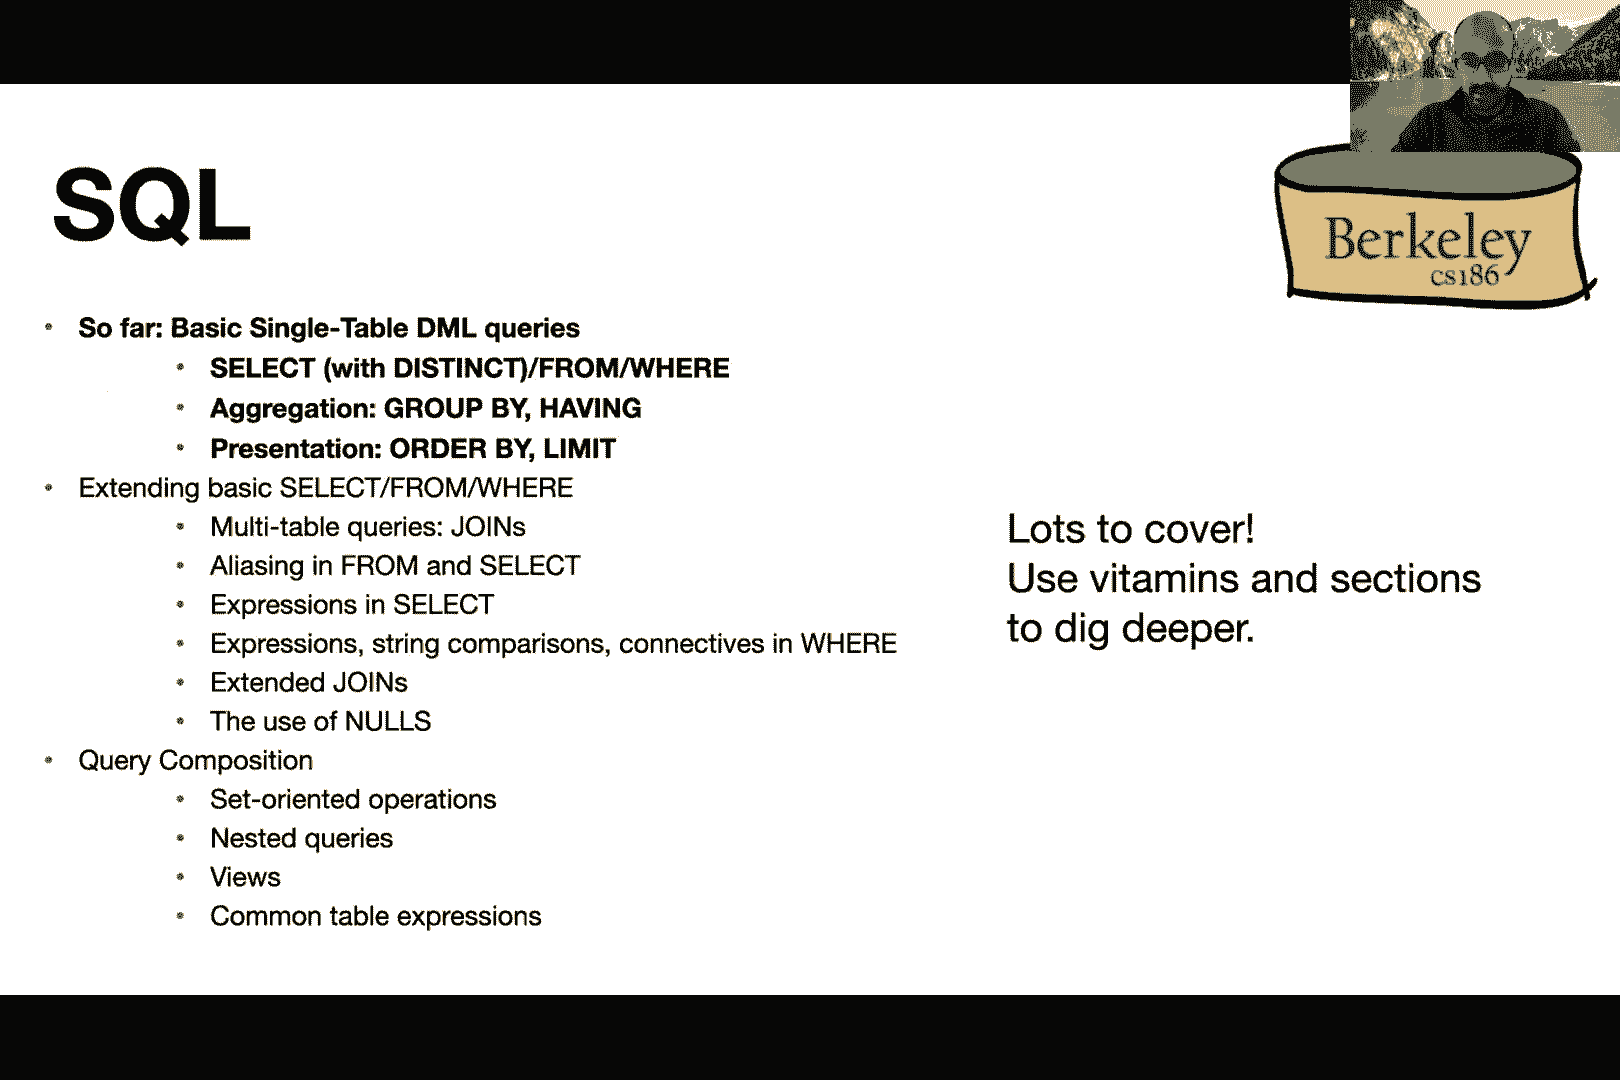 SQL
Berkeley
cs186
So far: Basic Single-Table DML queries
SELECT (with DISTINCT)/FROM/WHERE
Aggregation: GROUP BY, HAVING
Presentation: ORDER BY, LIMIT
Extending basic SELECT/FROM/WHERE
Multi-table queries: JOINs
Aliasing in FROM and SELECT
Expressions in SELECT
Expressions, string comparisons, connectives in WHERE
Extended JOINs
The use of NULLS
Query Composition
Set-oriented operations
Nested queries
Views
Common table expressions
Lots to cover!
Use vitamins and sections
to dig deeper.